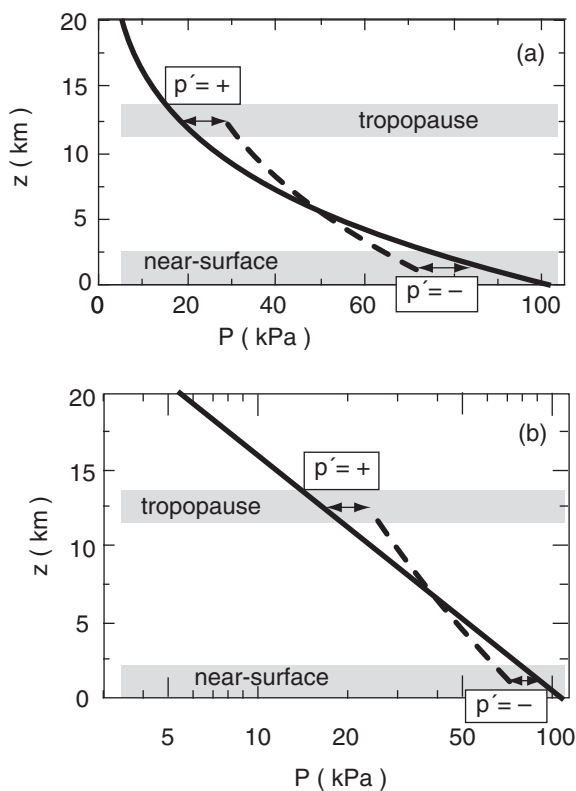 20
(a)
p´= +
15
tropopause
z ( km )
10
5
near-surface
0
p´= –
0 20 40 60 80 100
P ( kPa )
20
(b)
15
p´= +
tropopause
z ( km )
10
5
near-surface
0
p´= –
5 10 20 50 100
P ( kPa )